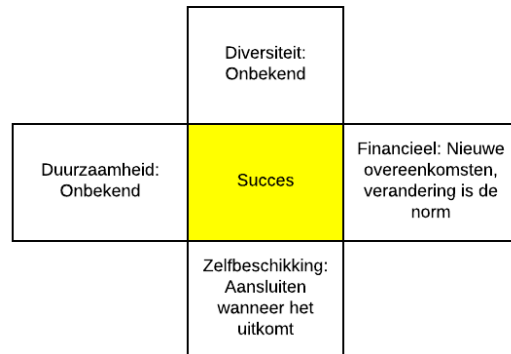 Diversiteit:
Onbekend
Duurzaamheid:
Onbekend
Succes
Financieel: Nieuwe
overeenkomsten,
verandering is de
norm
Zelfbeschikking:
Aansluiten
wanneer het
uitkomt